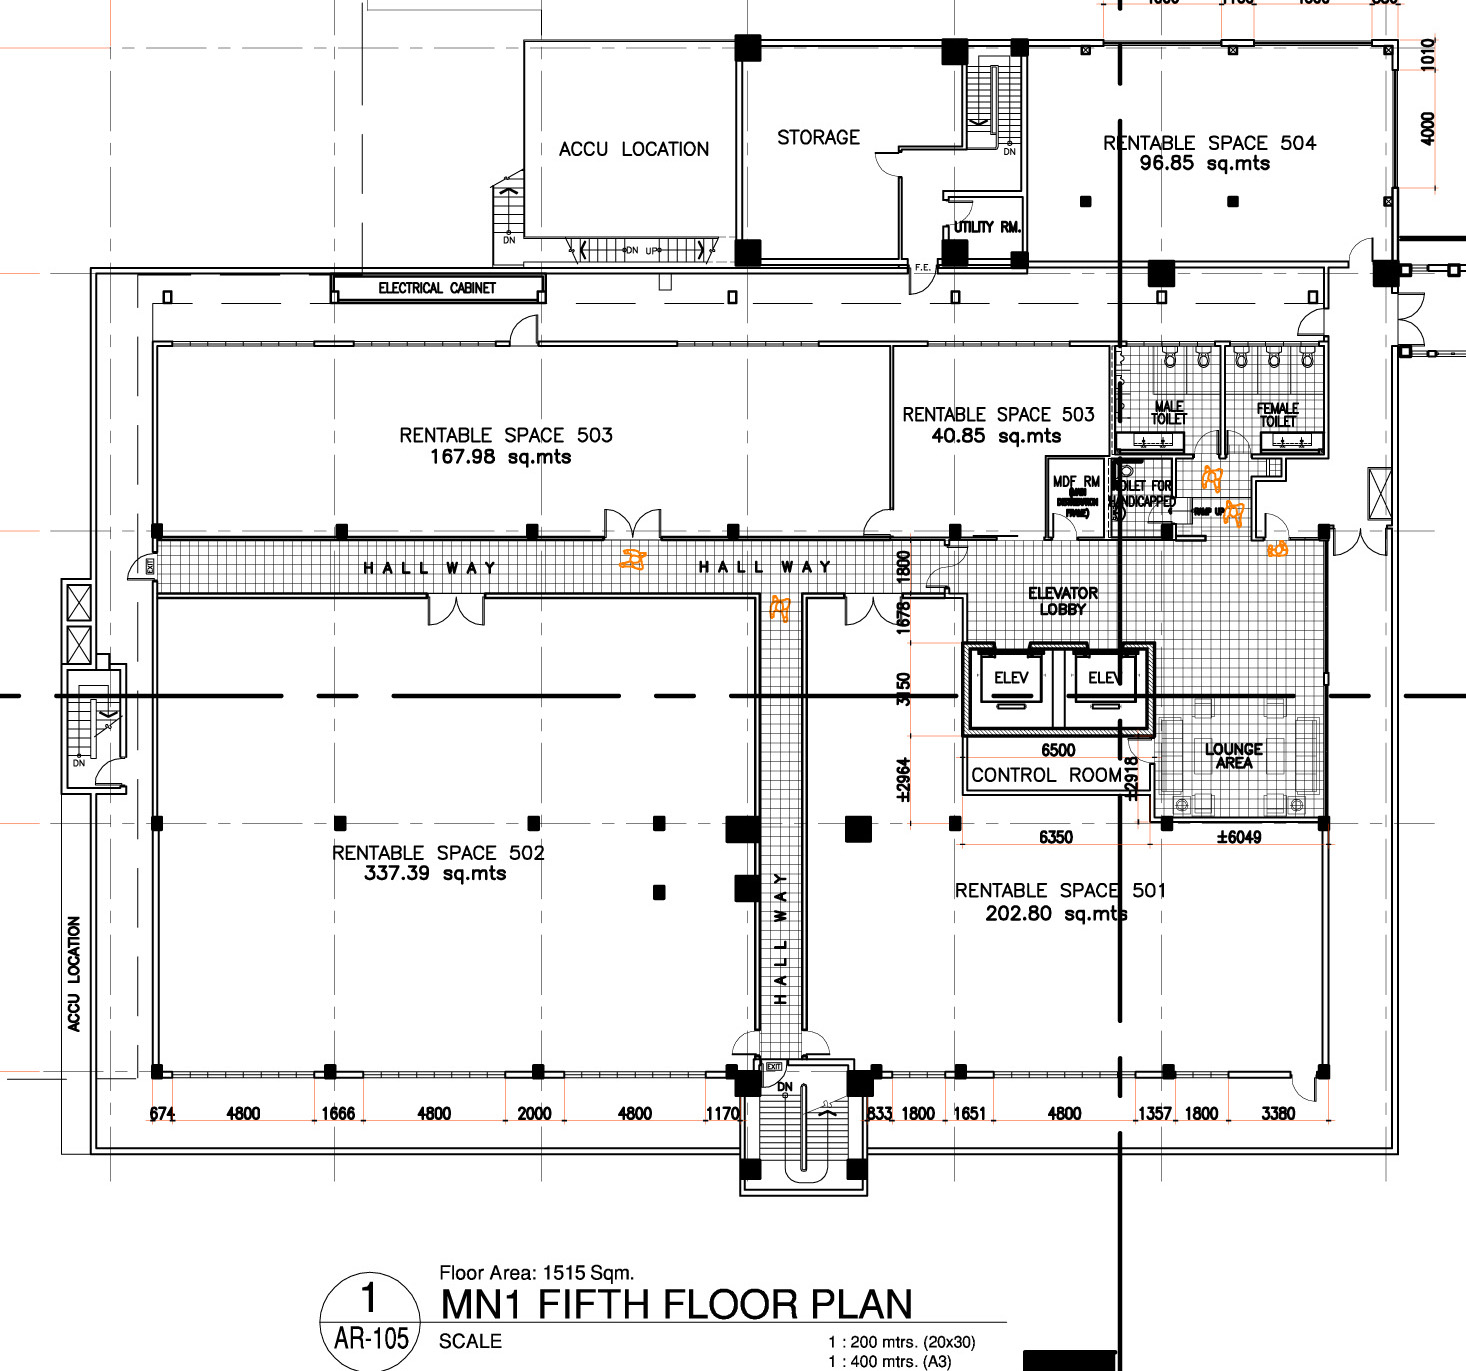 1010
4000
ACCU LOCATION
STORAGE
DN
RENTABLE SPACE 504
96.85 sq.mts
UTILITY RM.
DN
DN UP
F.E.
ELECTRICAL CABINET
RENTABLE SPACE 503
167.98 sq.mts
RENTABLE SPACE 503
40.85 sq.mts
MALE
TOILET
FEMALE
TOILET
MDF RM
(MAIN
DISTRIBUTION
FRAME)
TOILET FOR
HANDICAPPED
RAMP UP
EXIT
HALL WAY
HALL WAY
1800
1678
3150
±2964
ELEVATOR
LOBBY
ELEV
ELEV
6500
CONTROL ROOM
±2918
LOUNGE
AREA
6350
±6049
DN
RENTABLE SPACE 502
337.39 sq.mts
RENTABLE SPACE 501
202.80 sq.mts
HALL WAY
ACCU LOCATION
EXIT
DN
674
4800
1666
4800
2000
4800
1170
833
1800
1651
4800
1357
1800
3380
Floor Area: 1515 Sqm.
1
MN1 FIFTH FLOOR PLAN
AR-105
SCALE
1 : 200 mtrs. (20x30)
1 : 400 mtrs. (A3)